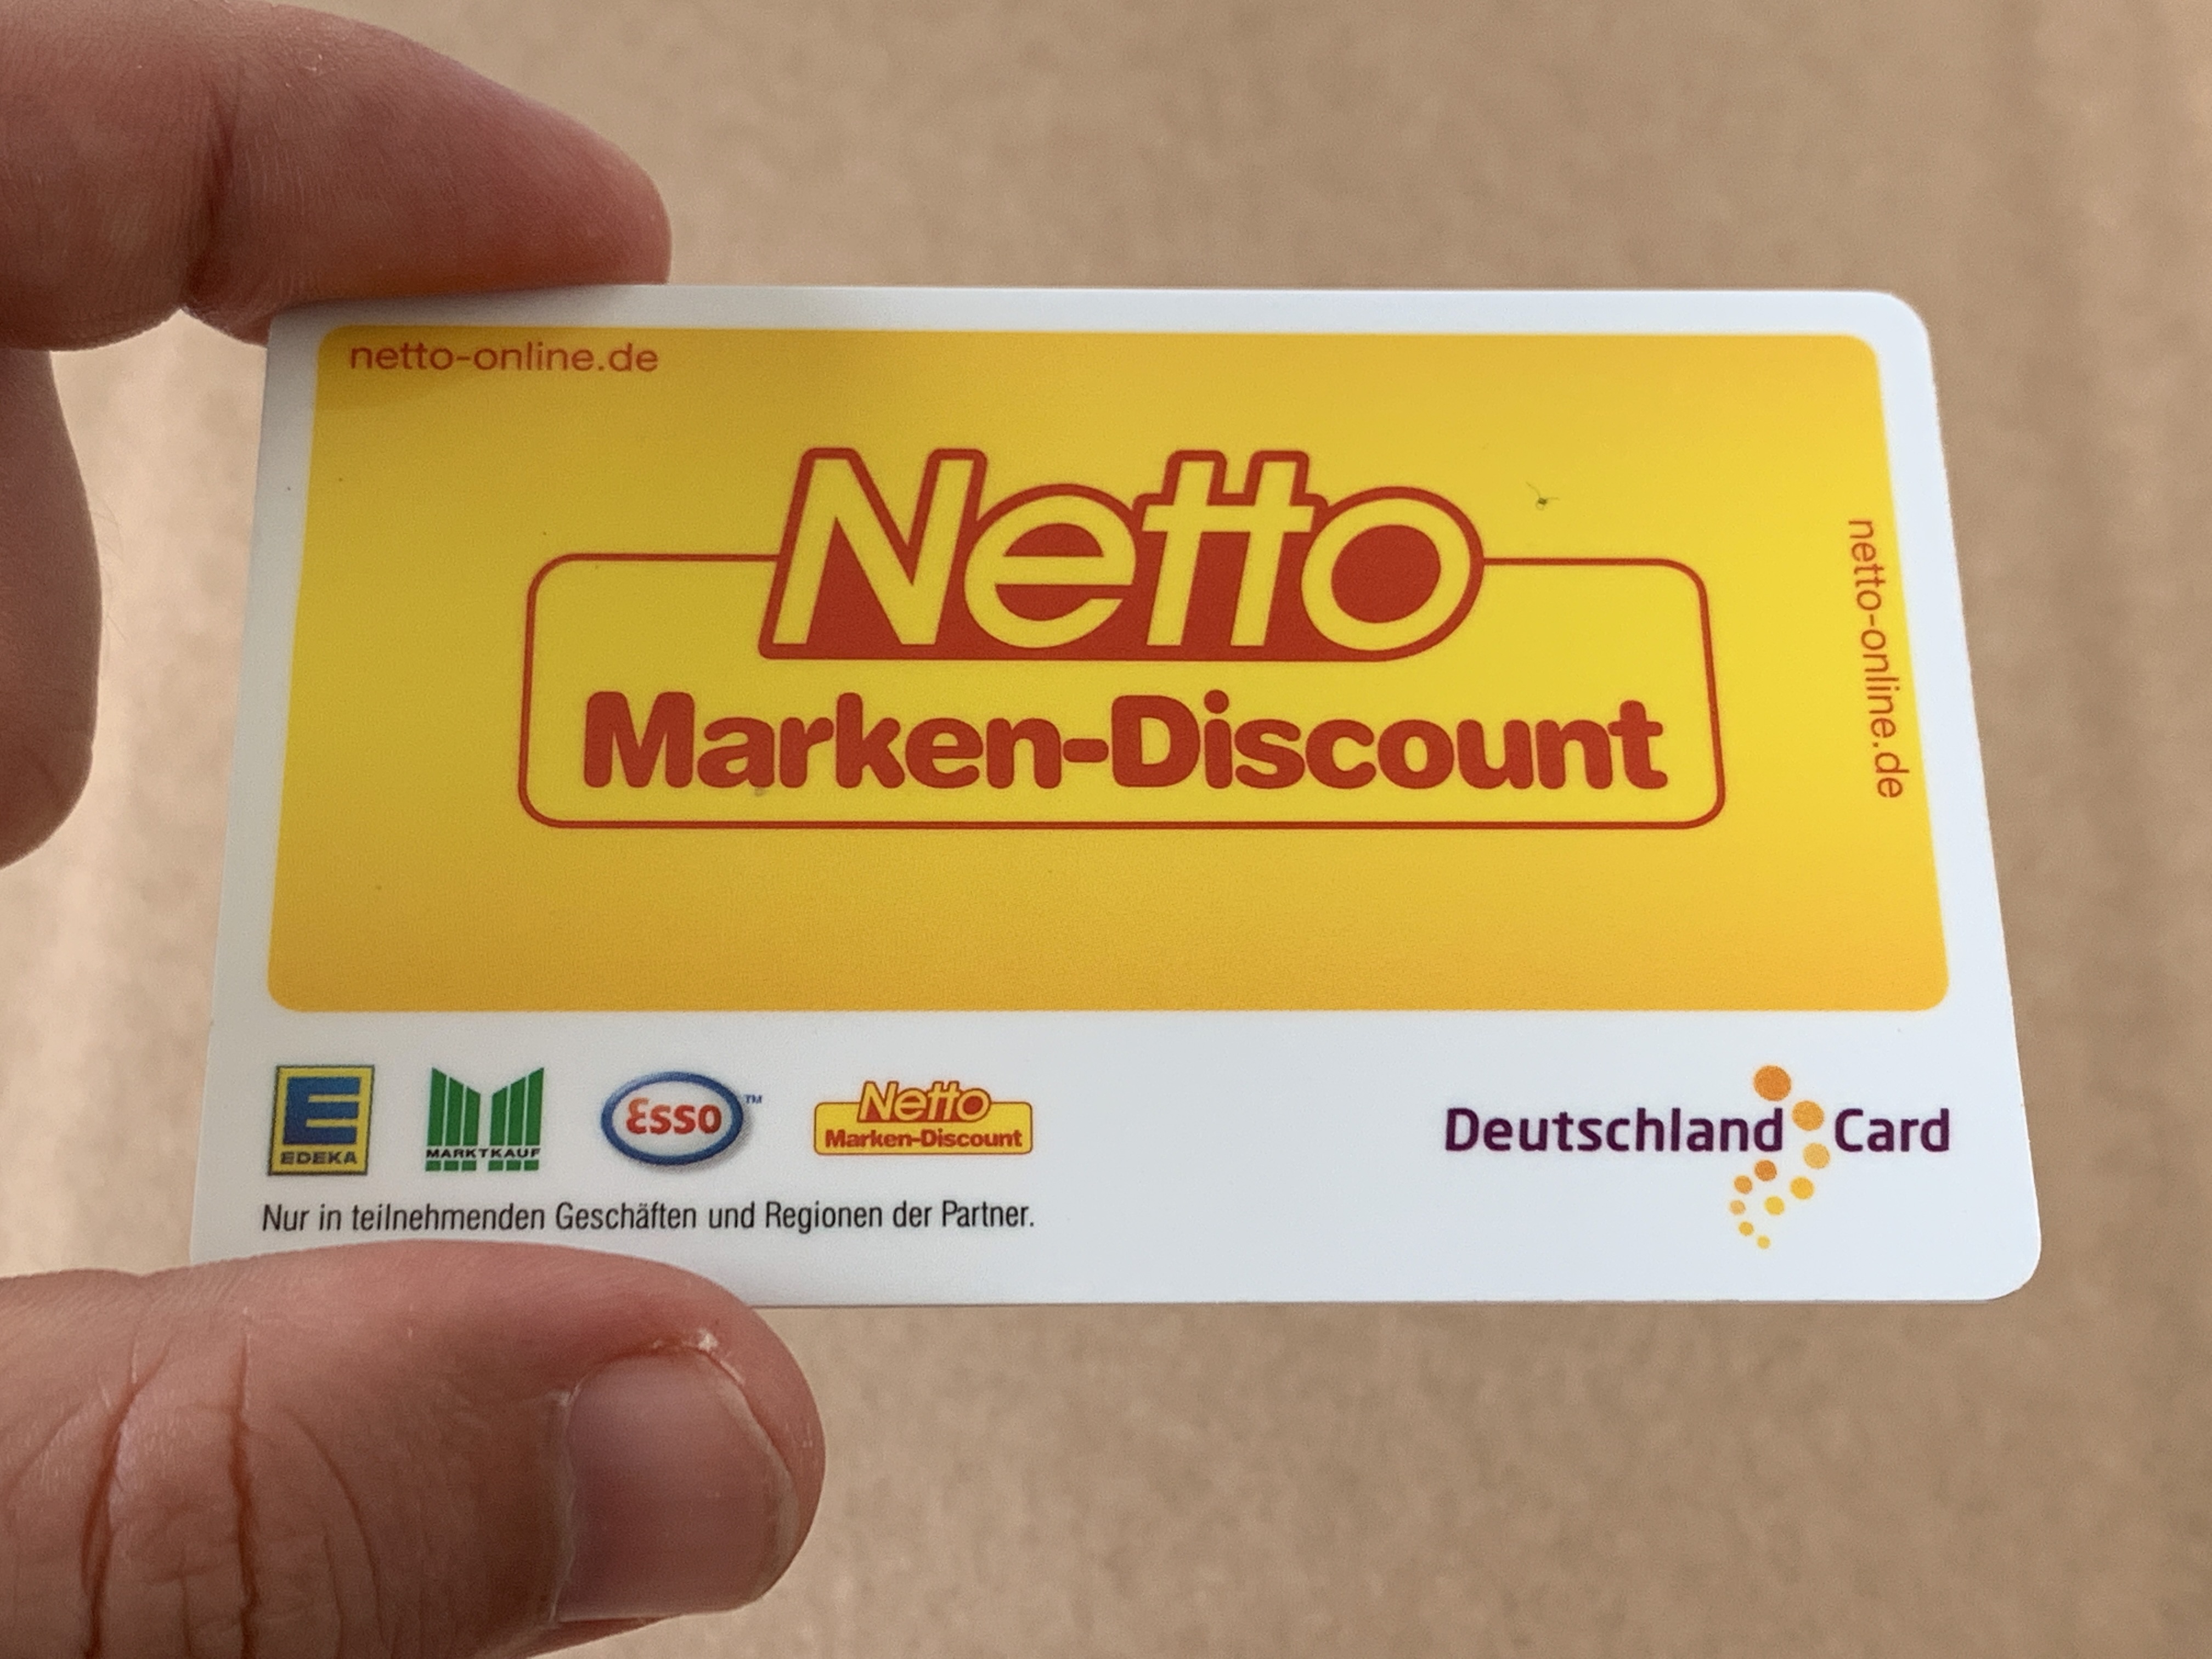 netto-online.de
Netto
Marken-Discount
netto-online.de
EDEKA
MARKTKAUF
Esso™
Netto
Marken-Discount
Deutschland Card
Nur in teilnehmenden Geschäften und Regionen der Partner.